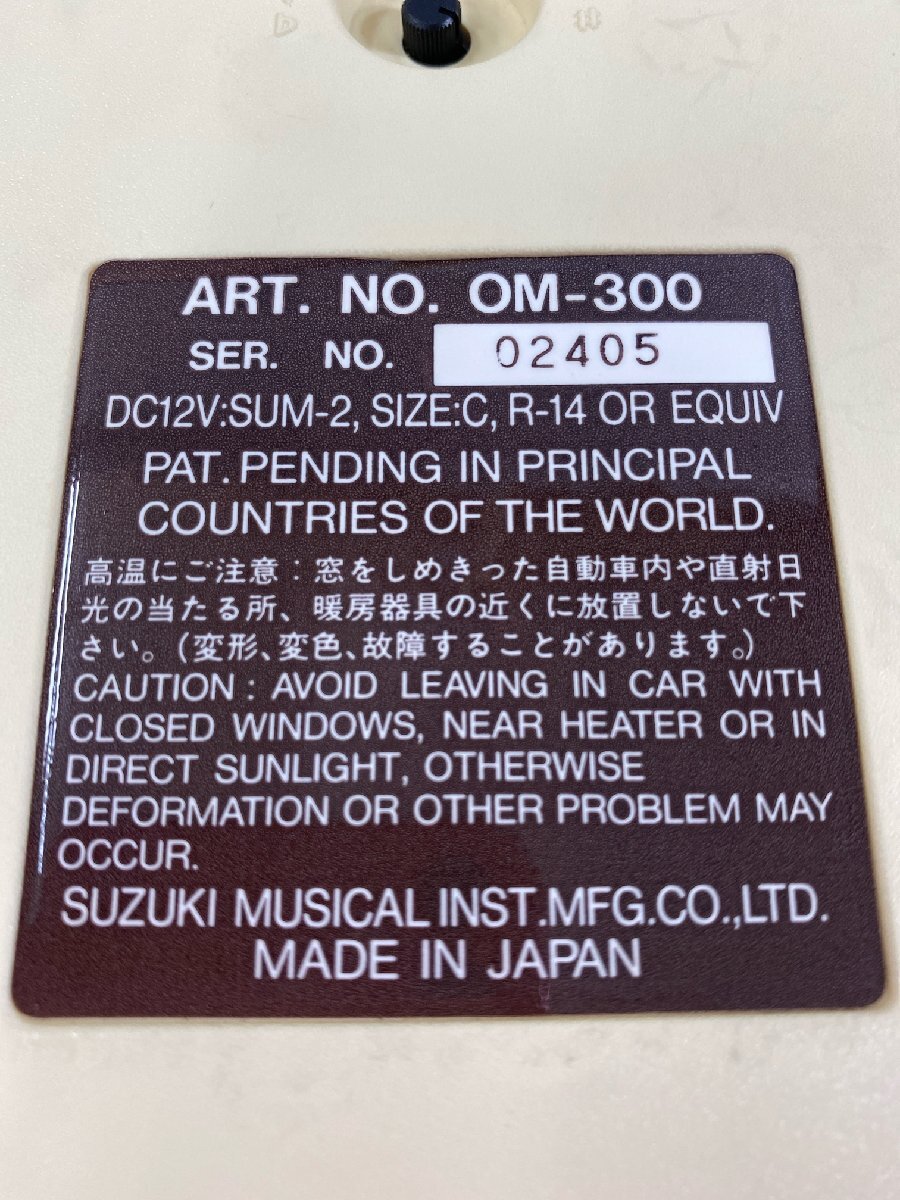 ART. NO. OM-300
SER. NO. 02405
DC12V:SUM-2, SIZE:C, R-14 OR EQUIV
PAT. PENDING IN PRINCIPAL
COUNTRIES OF THE WORLD.
高温にご注意：窓をしめきった自動車内や直射日
光の当たる所、暖房器具の近くに放置しないで下
さい。（変形、変色、故障することがあります。）
CAUTION : AVOID LEAVING IN CAR WITH
CLOSED WINDOWS, NEAR HEATER OR IN
DIRECT SUNLIGHT, OTHERWISE
DEFORMATION OR OTHER PROBLEM MAY
OCCUR.
SUZUKI MUSICAL INST.MFG.CO.,LTD.
MADE IN JAPAN